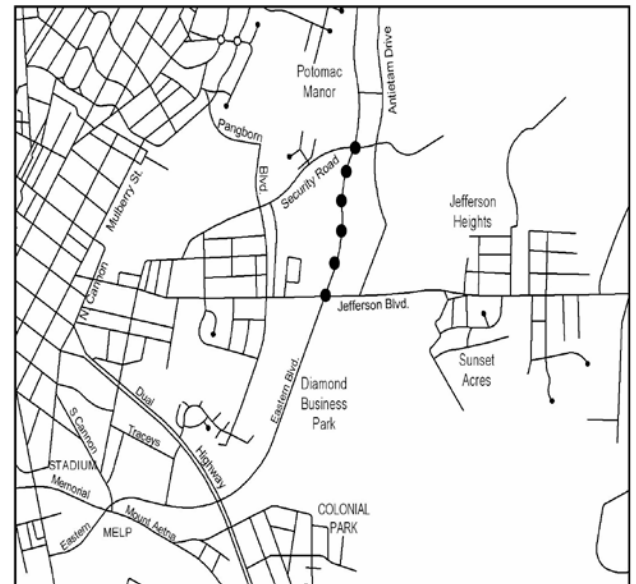 Potomac
Manor
Antietam Drive
Pangborn
Blvd.
Security Road
Mulberry St.
Jefferson
Heights
N Cannon
Jefferson Blvd.
Sunset
Acres
Eastern Blvd.
Diamond
Business
Park
Dual
Highway
S Cannon
Traceys
STADIUM
Memorial
Mount Aetna
Eastern
MELP
COLONIAL
PARK